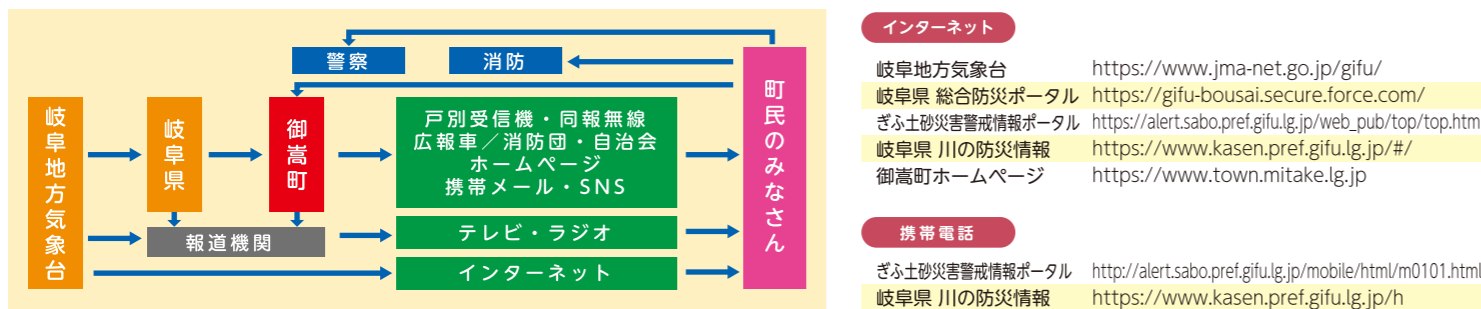 警察
消防
岐阜地方気象台
岐阜県
御嵩町
戸別受信機・同報無線
広報車／消防団・自治会
ホームページ
携帯メール・SNS
町民のみなさん
報道機関
テレビ・ラジオ
インターネット
インターネット
岐阜地方気象台 https://www.jma-net.go.jp/gifu/
岐阜県 総合防災ポータル https://gifu-bousai.secure.force.com/
ぎふ土砂災害警戒情報ポータル https://alert.sabo.pref.gifu.lg.jp/web_pub/top/top.htm
岐阜県 川の防災情報 https://www.kasen.pref.gifu.lg.jp/#/
御嵩町ホームページ https://www.town.mitake.lg.jp
携帯電話
ぎふ土砂災害警戒情報ポータル http://alert.sabo.pref.gifu.lg.jp/mobile/html/m0101.html
岐阜県 川の防災情報 https://www.kasen.pref.gifu.lg.jp/h